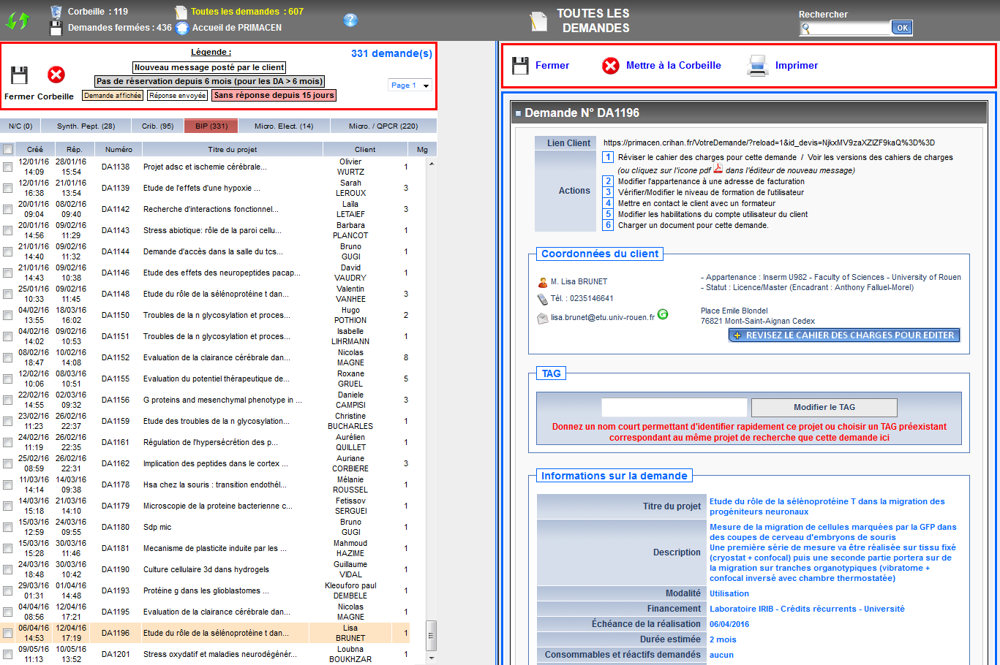 Corbeille : 119
Toutes les demandes : 607
Demandes fermées : 436
Accueil de PRIMACEN
?
TOUTES LES
DEMANDES
Rechercher
OK
Légende :
331 demande(s)
Nouveau message posté par le client
Pas de réservation depuis 6 mois (pour les DA > 6 mois)
Page 1
Fermer Corbeille
Demande affichée
Réponse envoyée
Sans réponse depuis 15 jours
N/C (0)
Synth. Pept. (28)
Crib. (95)
BIP (331)
Micro. Elect. (14)
Micro. / QPCR (220)
Créé Rép. Numéro Titre du projet Client Mg
12/01/16 14:09 28/01/16 15:54 DA1138 Projet adsc et ischemie cérébrale... Olivier WURTZ 1
12/01/16 16:38 21/01/16 13:54 DA1139 Etude de l'effets d'une hypoxie ... Sarah LEROUX 3
20/01/16 09:04 08/02/16 09:40 DA1142 Recherche d'interactions fonctionnel... Laïla LETAIEF 3
20/01/16 14:56 09/02/16 11:29 DA1143 Stress abiotique: rôle de la paroi cellu... Barbara PLANCOT 1
21/01/16 14:40 09/02/16 11:32 DA1144 Demande d'accès dans la salle du tcs... Bruno GUGI 1
21/01/16 14:43 09/02/16 10:38 DA1146 Etude des effets des neuropeptides pacap... David VAUDRY 1
25/01/16 10:33 09/02/16 11:45 DA1148 Etude du rôle de la sélénoprotéine t dan... Valentin VANHEE 3
04/02/16 13:55 18/03/16 16:02 DA1150 Troubles de la n glycosylation et proces... Hugo POTHION 2
04/02/16 14:02 09/02/16 10:53 DA1151 Troubles de la n glycosylation et proces... Isabelle LIHRMANN 1
08/02/16 18:47 10/02/16 14:08 DA1152 Evaluation de la clairance cérébrale dan... Nicolas MAGNE 8
12/02/16 10:06 08/03/16 10:51 DA1155 Evaluation du potentiel thérapeutique de... Roxane GRUEL 5
22/02/16 14:55 02/03/16 09:32 DA1156 G proteins and mesenchymal phenotype in ... Daniele CAMPISI 3
23/02/16 11:23 26/02/16 22:37 DA1159 Etude des troubles de la n glycosylation... Christine BUCHARLES 1
24/02/16 11:19 26/02/16 22:35 DA1161 Régulation de l'hypersécrétion des p... Aurélien QUILLET 1
25/02/16 08:59 26/02/16 22:31 DA1162 Implication des peptides dans le cortex ... Auriane CORBIERE 3
11/03/16 14:14 14/03/16 09:38 DA1178 Hsa chez la souris : transition endothél... Mélanie ROUSSEL 1
14/03/16 15:18 21/03/16 14:10 DA1179 Microscopie de la proteine bacterienne c... Fetissov SERGUEI 1
15/03/16 12:59 24/03/16 09:55 DA1180 Sdp mic Bruno GUGI 1
15/03/16 15:28 30/03/16 11:46 DA1181 Mecanisme de plasticite induite par les ... Mahmoud HAZIME 1
24/03/16 18:48 30/03/16 10:42 DA1190 Culture cellulaire 3d dans hydrogels Guillaume VIDAL 1
29/03/16 01:31 01/04/16 14:48 DA1193 Protéine g dans les glioblastomes ... Kleouforo paul DEMBELE 1
04/04/16 08:56 12/04/16 17:21 DA1195 Evaluation de la clairance cérébrale dan... Nicolas MAGNE 1
06/04/16 14:53 12/04/16 17:19 DA1196 Etude du rôle de la sélénoprotéine t dan... Lisa BRUNET 1
09/05/16 11:13 10/05/16 13:52 DA1201 Stress oxydatif et maladies neurodégénér... Loubna BOUKHZAR 2
Fermer
Mettre à la Corbeille
Imprimer
Demande N° DA1196
Lien Client https://primacen.crihan.fr/VotreDemande/?reload=1&id_devis=NjkxMV9zaXZlZF9kaQ%3D%3D
Actions
1 Réviser le cahier des charges pour cette demande / Voir les versions des cahiers de charges
(ou cliquez sur l'icone pdf dans l'éditeur de nouveau message)
2 Modifier l'appartenance à une adresse de facturation
3 Vérifier/Modifier le niveau de formation de l'utilisateur
4 Mettre en contact le client avec un formateur
5 Modifier les habilitations du compte utilisateur du client
6 Charger un document pour cette demande.
Coordonnées du client
M. Lisa BRUNET
Tél. : 0235146641
lisa.brunet@etu.univ-rouen.fr
- Appartenance : Inserm U982 - Faculty of Sciences - University of Rouen
- Statut : Licence/Master (Encadrant : Anthony Falluel-Morel)
Place Emile Blondel
76821 Mont-Saint-Aignan Cedex
REVISEZ LE CAHIER DES CHARGES POUR EDITER
TAG
Modifier le TAG
Donnez un nom court permettant d'identifier rapidement ce projet ou choisir un TAG préexistant
correspondant au même projet de recherche que cette demande ici
Informations sur la demande
Titre du projet Etude du rôle de la sélénoprotéine T dans la migration des
progéniteurs neuronaux
Description
Mesure de la migration de cellules marquées par la GFP dans
des coupes de cerveau d'embryons de souris
Une première série de mesure va être réalisée sur tissu fixé
(cryostat + confocal) puis une seconde partie portera sur de
la migration sur tranches organotypiques (vibratome +
confocal inversé avec chambre thermostatée)
Modalité Utilisation
Financement Laboratoire IRIB - Crédits récurrents - Université
Échéance de la réalisation 06/04/2016
Durée estimée 2 mois
Consommables et réactifs demandés aucun